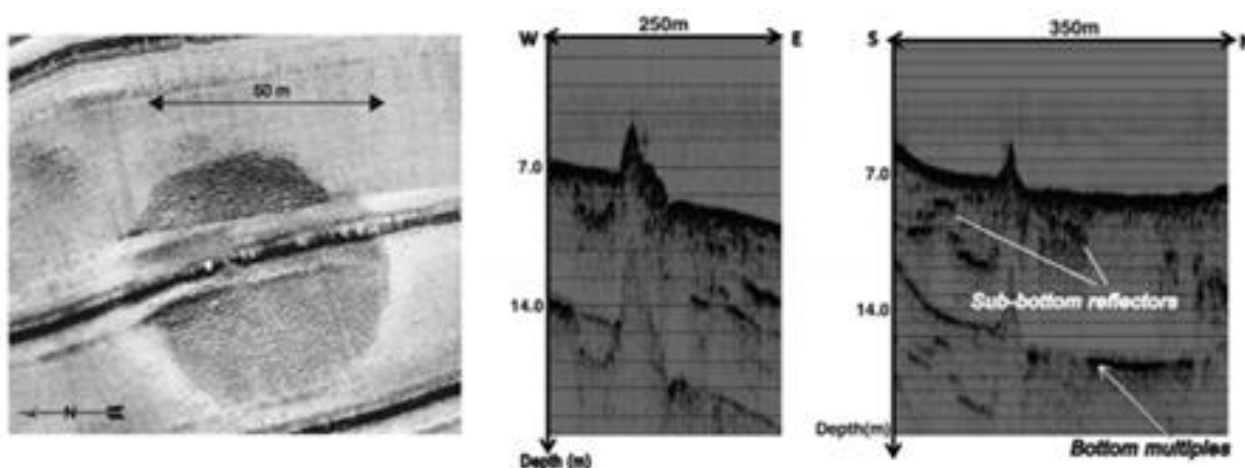 50 m
N
250m
W
E
7.0
14.0
Depth (m)
350m
S
7.0
Sub-bottom reflectors
14.0
Depth(m)
Bottom multiples